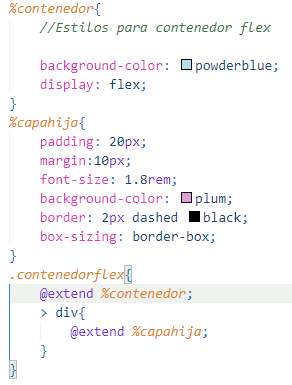 %contenedor{
//Estilos para contenedor flex
background-color: powderblue;
display: flex;
}
%capahija{
padding: 20px;
margin:10px;
font-size: 1.8rem;
background-color: plum;
border: 2px dashed black;
box-sizing: border-box;
}
.contenedorflex{
@extend %contenedor;
> div{
@extend %capahija;
}
}